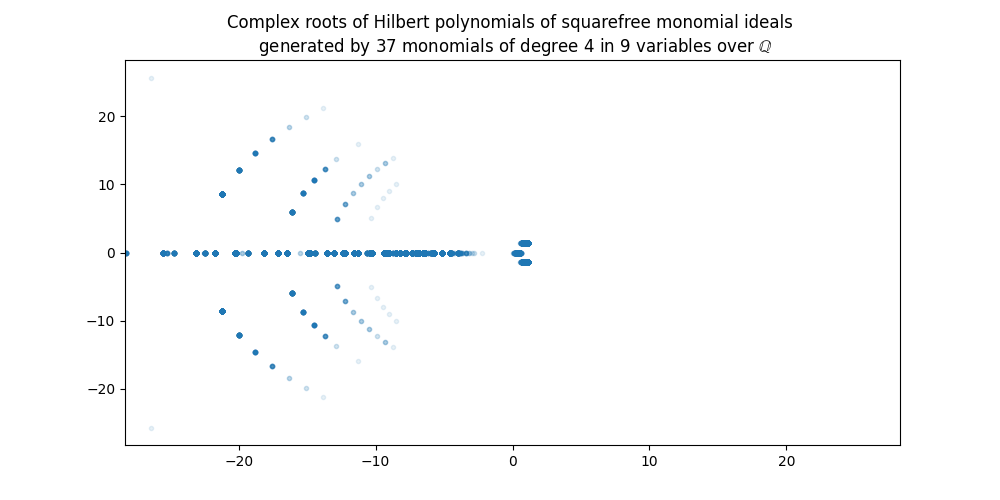 Complex roots of Hilbert polynomials of squarefree monomial ideals
generated by 37 monomials of degree 4 in 9 variables over ℚ
20
10
0
−10
−20
−20 −10 0 10 20